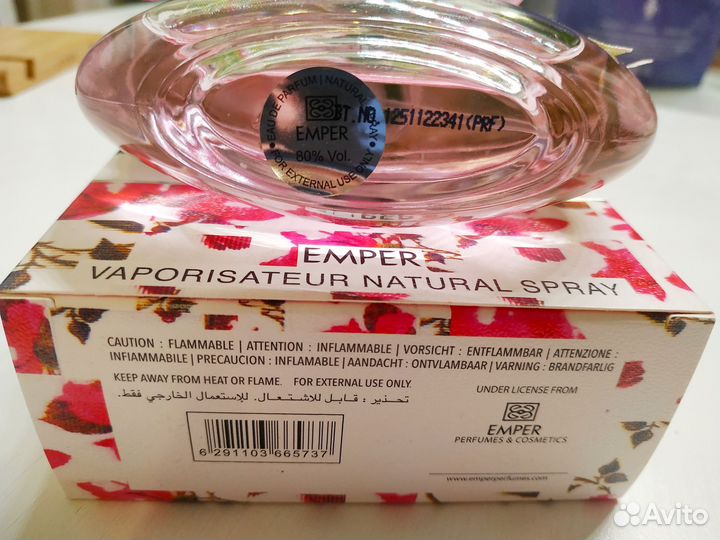 EAU DE PARFUM | NATURAL SPRAY
EMPER
80% Vol.
FOR EXTERNAL USE ONLY
BT. NO. 1251122341(PRF)
EMPER
VAPORISATEUR NATURAL SPRAY
CAUTION : FLAMMABLE | ATTENTION : INFLAMMABLE | VORSICHT : ENTFLAMMBAR | ATTENZIONE :
INFIAMMABILE | PRECAUCION : INFLAMABLE | AANDACHT : ONTVLAMBAAR | VARNING : BRANDFARLIG
KEEP AWAY FROM HEAT OR FLAME. FOR EXTERNAL USE ONLY.
تحذير : قابل للاشتعال. للإستعمال الخارجي فقط.
6 291103 665737
UNDER LICENSE FROM
EMPER
PERFUMES & COSMETICS
www.emperperfumes.com
Avito